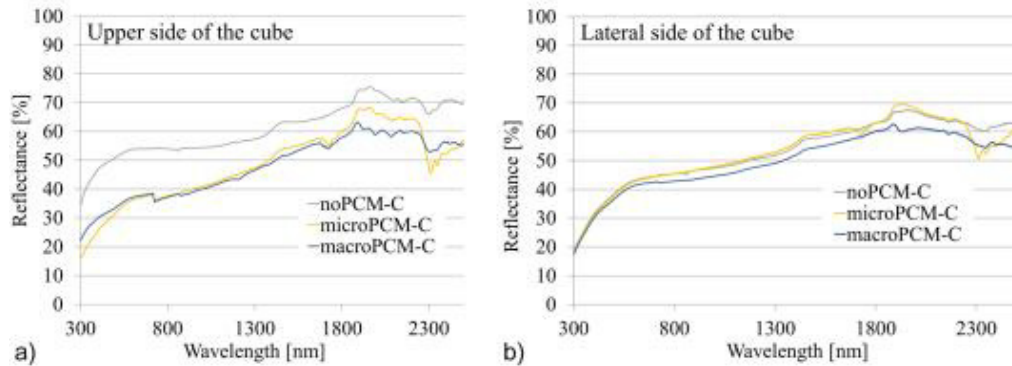 Upper side of the cube
Reflectance [%]
100
90
80
70
60
50
40
30
20
10
0
noPCM-C
microPCM-C
macroPCM-C
300 800 1300 1800 2300
Wavelength [nm]
a)
Lateral side of the cube
Reflectance [%]
100
90
80
70
60
50
40
30
20
10
0
noPCM-C
microPCM-C
macroPCM-C
300 800 1300 1800 2300
Wavelength [nm]
b)